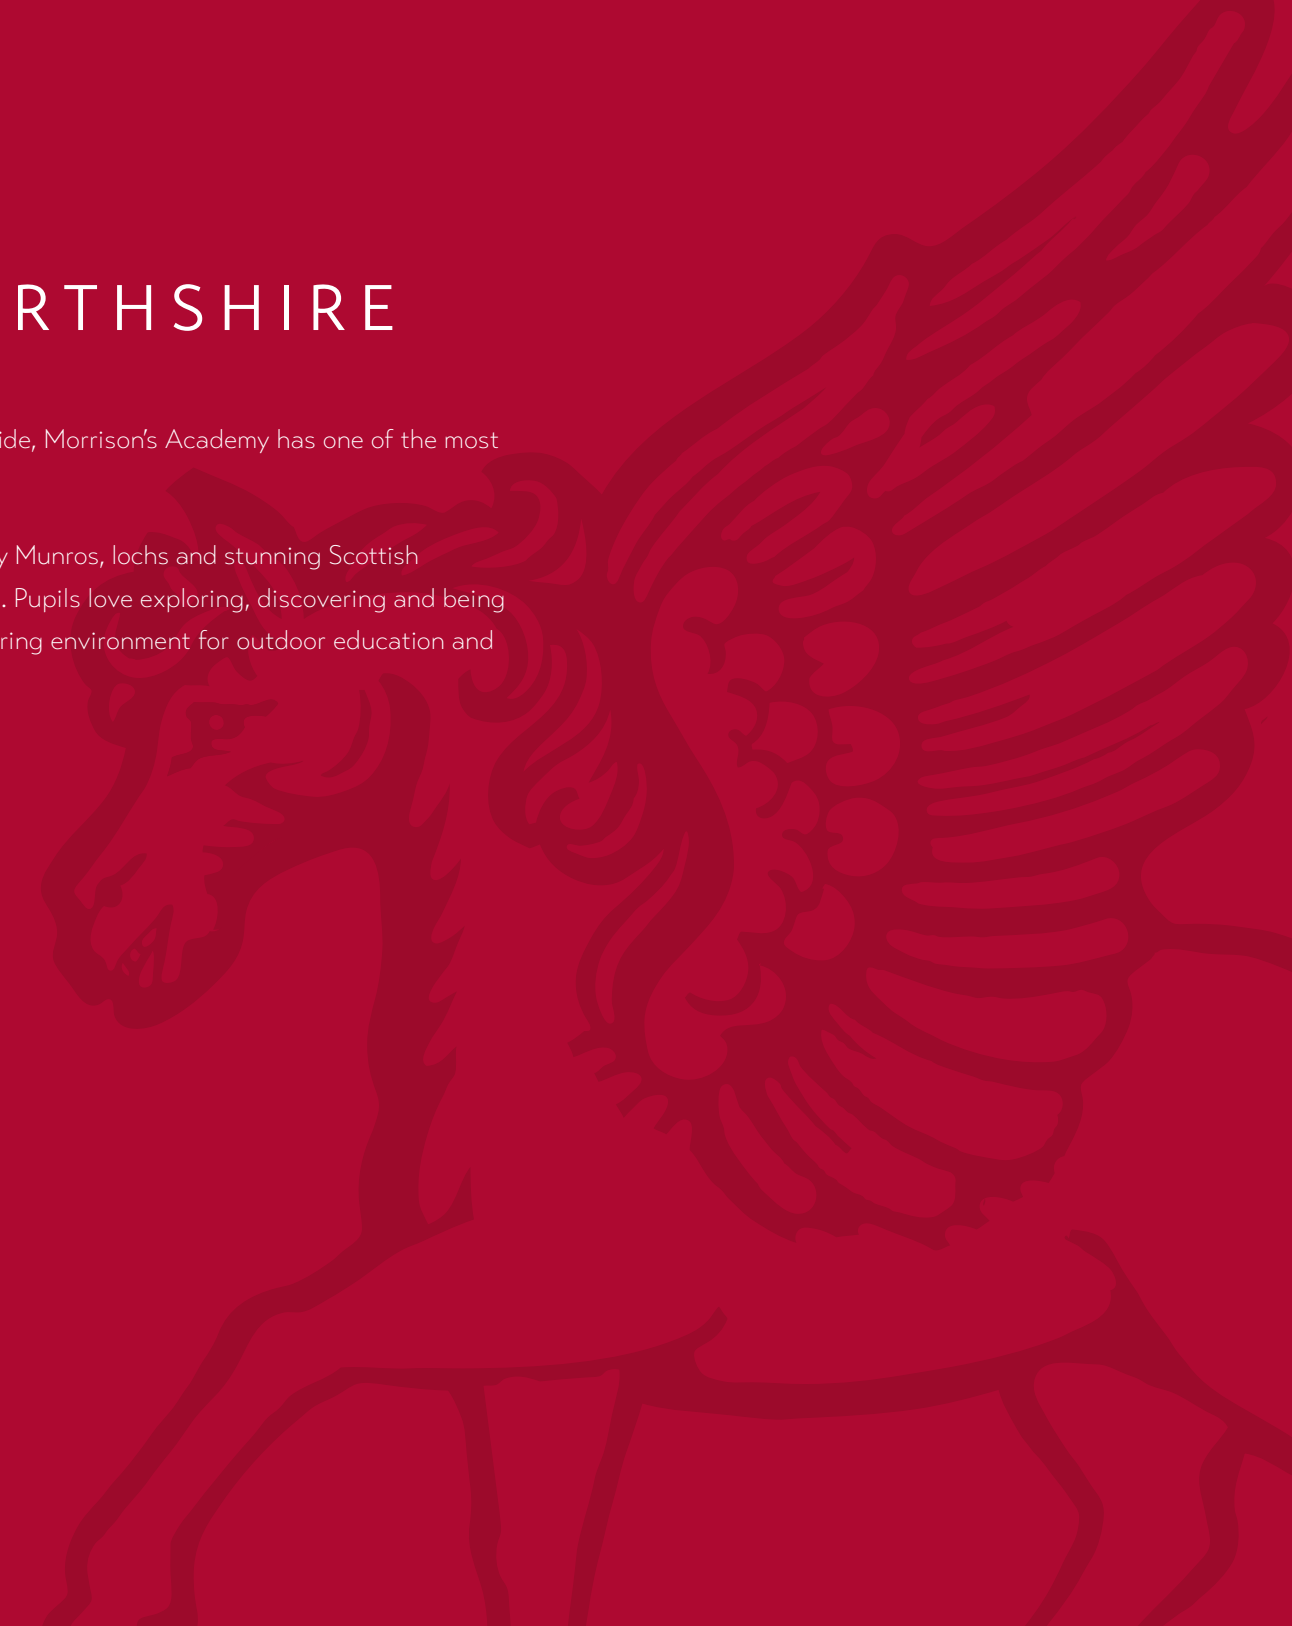 RTHSHIRE
ide, Morrison’s Academy has one of the most
y Munros, lochs and stunning Scottish
. Pupils love exploring, discovering and being
ring environment for outdoor education and